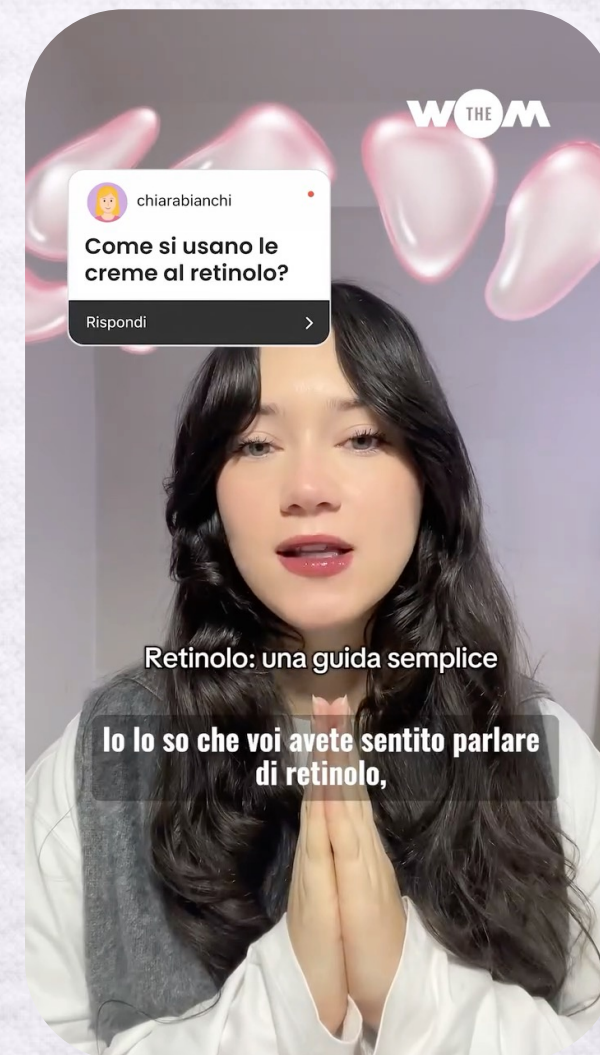 THE WOM
chiarabianchi
Come si usano le
creme al retinolo?
Rispondi
Retinolo: una guida semplice
Io lo so che voi avete sentito parlare
di retinolo,